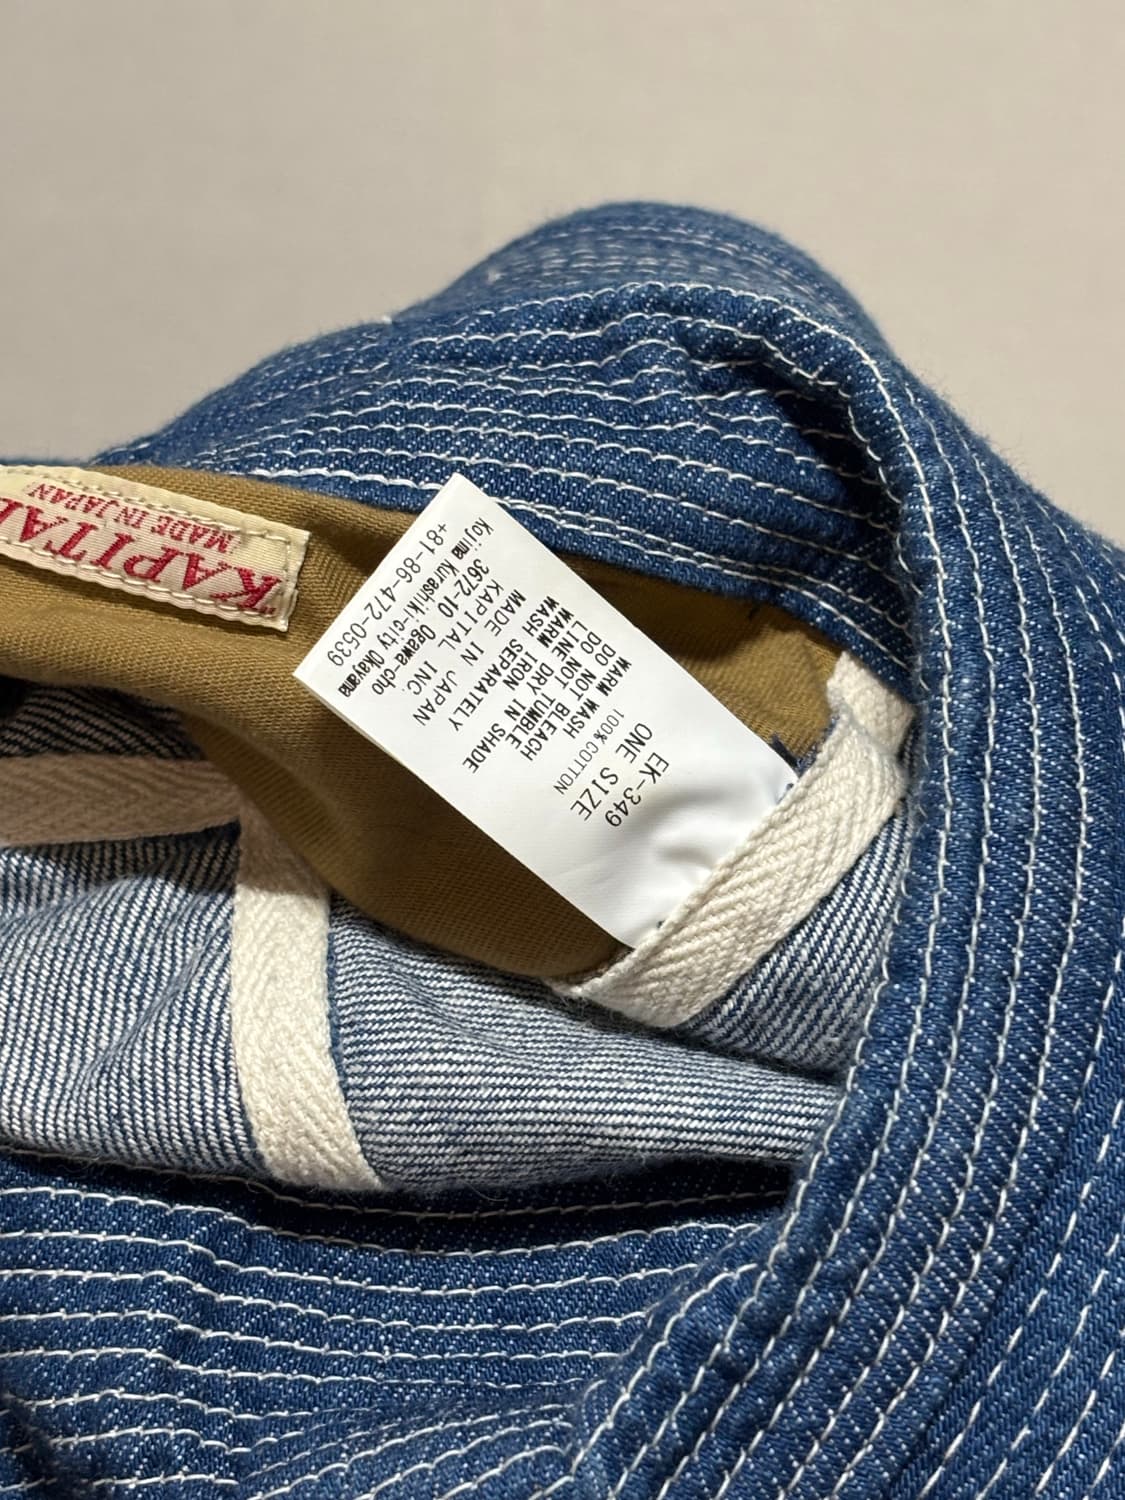 "KAPITAL
MADE IN JAPAN
EK-349
ONE SIZE
100%COTTON
WARM WASH
DO NOT BLEACH
DO NOT TUMBLE
LINE DRY IN SHADE
WARM IRON
WASH SEPARATELY
MADE IN JAPAN
KAPITAL INC.
3672-10 Ogawa-cho
Kojima Kurashiki-city Okayama
+81-86-472-0539